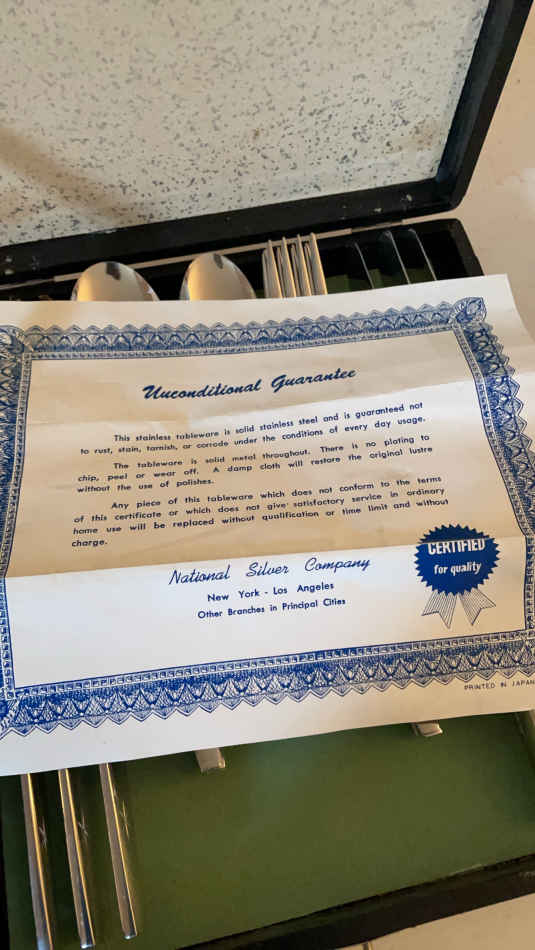 Unconditional Guarantee
This stainless tableware is solid stainless steel and is guaranteed not
to rust, stain, tarnish, or corrode under the conditions of every day usage.
The tableware is solid metal throughout. There is no plating to
chip, peel or wear off. A damp cloth will restore the original lustre
without the use of polishes.
Any piece of this tableware which does not conform to the terms
of this certificate or which does not give satisfactory service in ordinary
home use will be replaced without qualification or time limit and without
charge.
National Silver Company
New York - Los Angeles
Other Branches in Principal Cities
CERTIFIED
for quality
PRINTED IN JAPAN